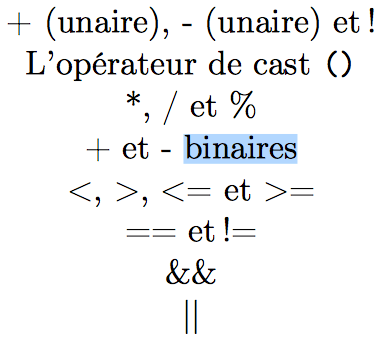 + (unaire), - (unaire) et !
L'opérateur de cast ()
*, / et %
+ et - binaires
<, >, <= et >=
== et !=
&&
||